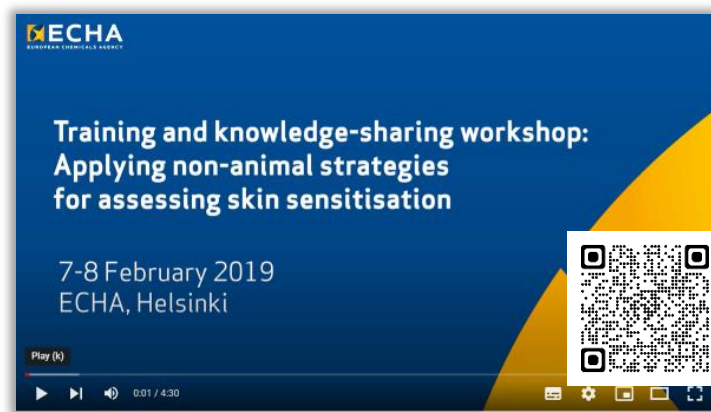 ECHA
EUROPEAN CHEMICALS AGENCY
Training and knowledge-sharing workshop:
Applying non-animal strategies
for assessing skin sensitisation
7-8 February 2019
ECHA, Helsinki
Play (k)
0:01 / 4:30